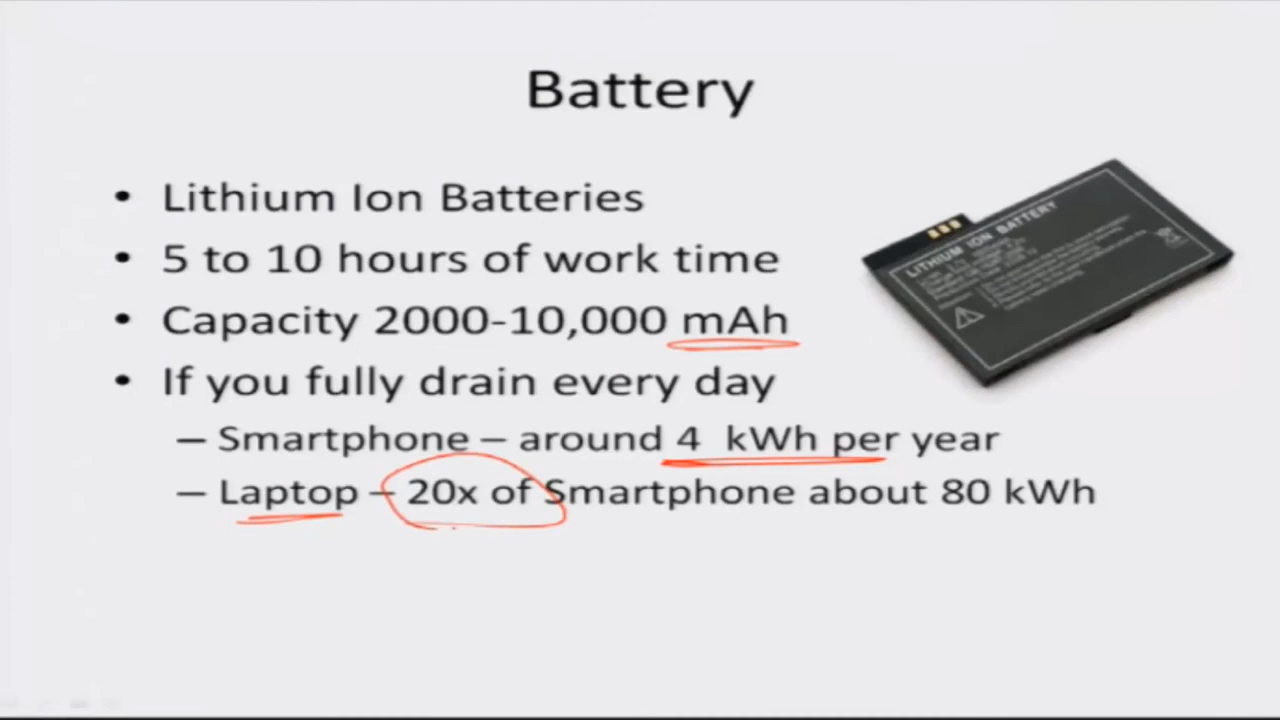 Battery
• Lithium Ion Batteries
• 5 to 10 hours of work time
• Capacity 2000-10,000 mAh
• If you fully drain every day
– Smartphone – around 4 kWh per year
– Laptop – 20x of Smartphone about 80 kWh
LITHIUM ION BATTERY